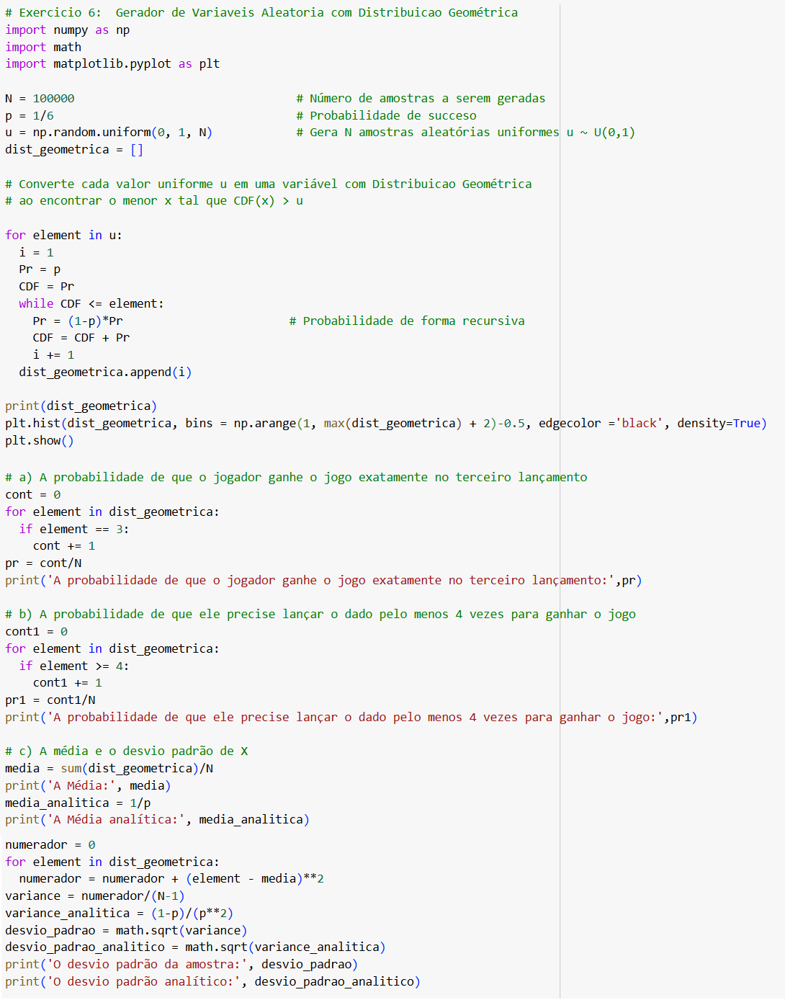 # Exercicio 6:  Gerador de Variaveis Aleatoria com Distribuicao Geométrica
import numpy as np
import math
import matplotlib.pyplot as plt

N = 100000                                # Número de amostras a serem geradas
p = 1/6                                   # Probabilidade de succeso
u = np.random.uniform(0, 1, N)            # Gera N amostras aleatórias uniformes u ~ U(0,1)
dist_geometrica = []

# Converte cada valor uniforme u em uma variável com Distribuicao Geométrica
# ao encontrar o menor x tal que CDF(x) > u

for element in u:
  i = 1
  Pr = p
  CDF = Pr
  while CDF <= element:
    Pr = (1-p)*Pr                        # Probabilidade de forma recursiva
    CDF = CDF + Pr
    i += 1
  dist_geometrica.append(i)

print(dist_geometrica)
plt.hist(dist_geometrica, bins = np.arange(1, max(dist_geometrica) + 2)-0.5, edgecolor ='black', density=True)
plt.show()

# a) A probabilidade de que o jogador ganhe o jogo exatamente no terceiro lançamento
cont = 0
for element in dist_geometrica:
  if element == 3:
    cont += 1
pr = cont/N
print('A probabilidade de que o jogador ganhe o jogo exatamente no terceiro lançamento:',pr)

# b) A probabilidade de que ele precise lançar o dado pelo menos 4 vezes para ganhar o jogo
cont1 = 0
for element in dist_geometrica:
  if element >= 4:
    cont1 += 1
pr1 = cont1/N
print('A probabilidade de que ele precise lançar o dado pelo menos 4 vezes para ganhar o jogo:',pr1)

# c) A média e o desvio padrão de X
media = sum(dist_geometrica)/N
print('A Média:', media)
media_analitica = 1/p
print('A Média analítica:', media_analitica)
numerador = 0
for element in dist_geometrica:
  numerador = numerador + (element - media)**2
variance = numerador/(N-1)
variance_analitica = (1-p)/(p**2)
desvio_padrao = math.sqrt(variance)
desvio_padrao_analitico = math.sqrt(variance_analitica)
print('O desvio padrão da amostra:', desvio_padrao)
print('O desvio padrão analítico:', desvio_padrao_analitico)